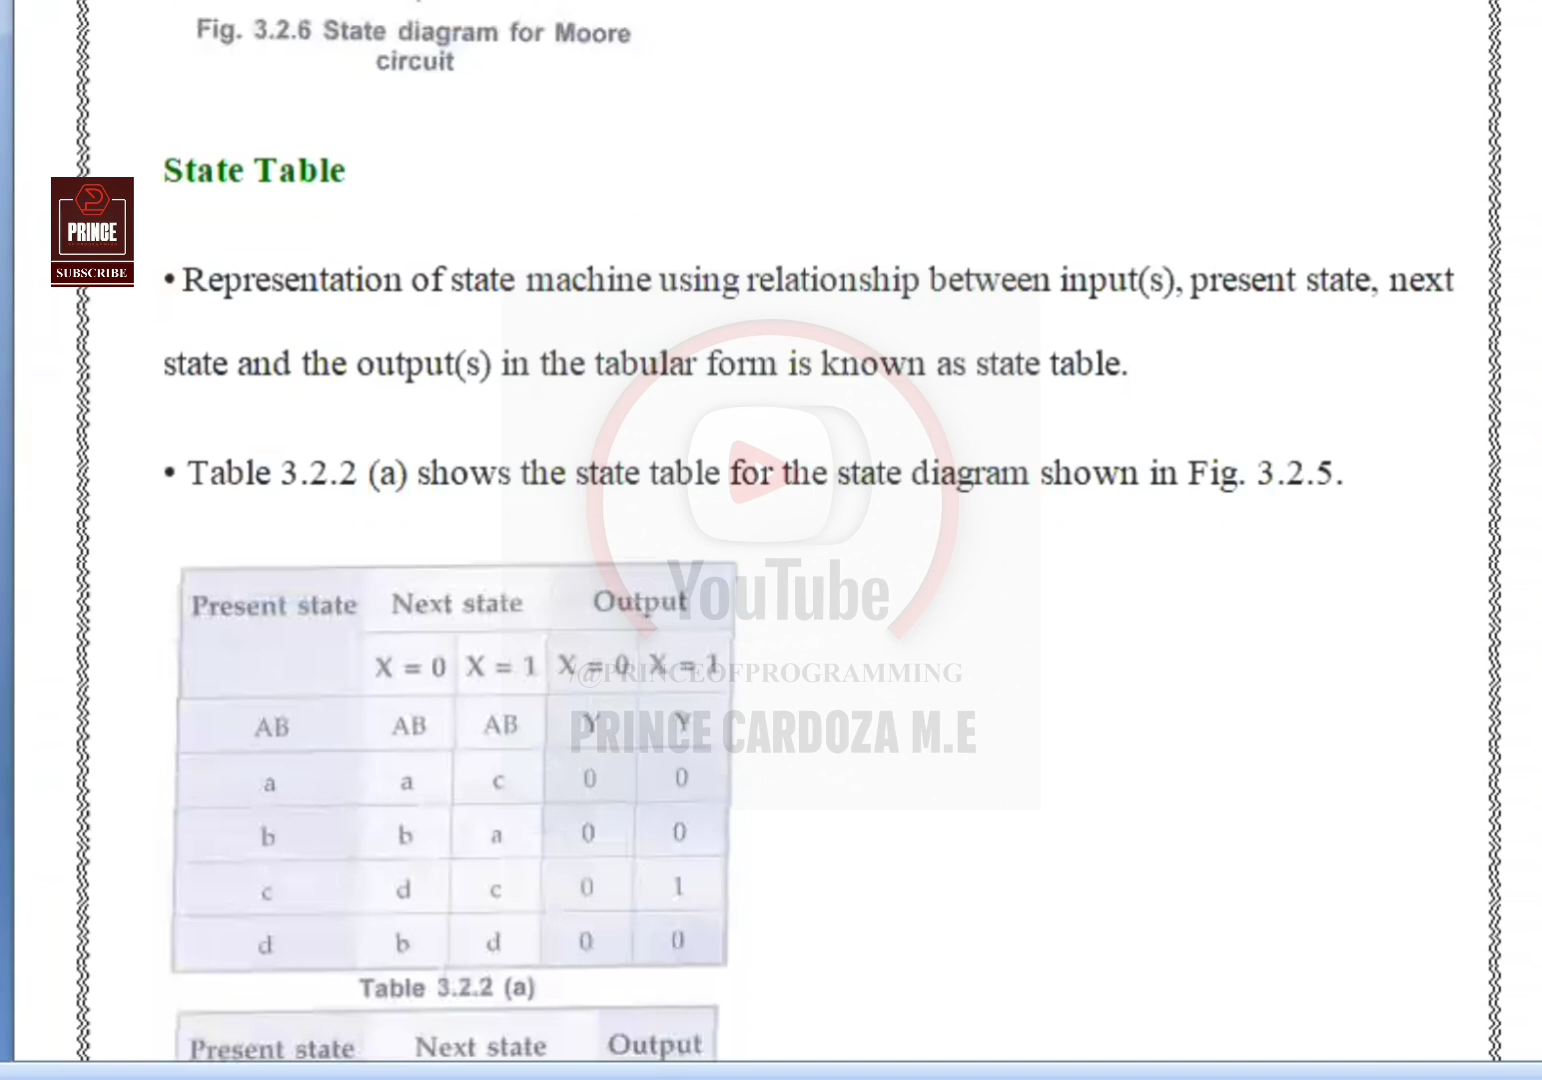 Fig. 3.2.6 State diagram for Moore
circuit
State Table
PRINCE
SUBSCRIBE
• Representation of state machine using relationship between input(s), present state, next
state and the output(s) in the tabular form is known as state table.
• Table 3.2.2 (a) shows the state table for the state diagram shown in Fig. 3.2.5.
YouTube
/@PRINCEOFPROGRAMMING
PRINCE CARDOZA M.E
Present state Next state Output
X = 0 X = 1 X = 0 X = 1
AB AB AB Y Y
a a c 0 0
b b a 0 0
c d c 0 1
d b d 0 0
Table 3.2.2 (a)
Present state Next state Output